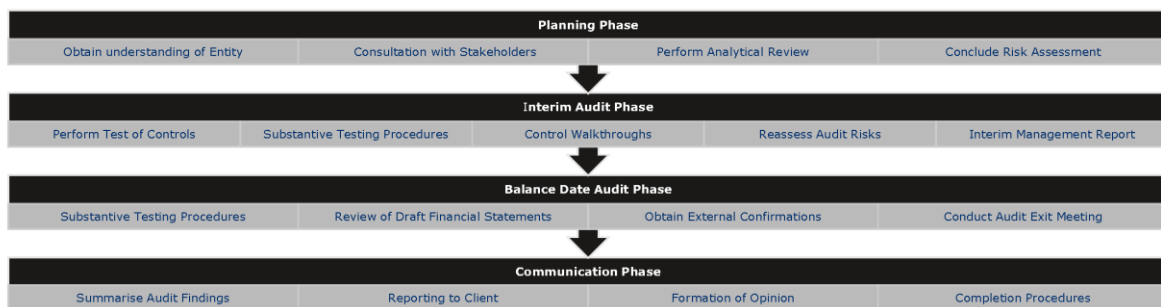 Planning Phase
Obtain understanding of Entity Consultation with Stakeholders Perform Analytical Review Conclude Risk Assessment
Interim Audit Phase
Perform Test of Controls Substantive Testing Procedures Control Walkthroughs Reassess Audit Risks Interim Management Report
Balance Date Audit Phase
Substantive Testing Procedures Review of Draft Financial Statements Obtain External Confirmations Conduct Audit Exit Meeting
Communication Phase
Summarise Audit Findings Reporting to Client Formation of Opinion Completion Procedures